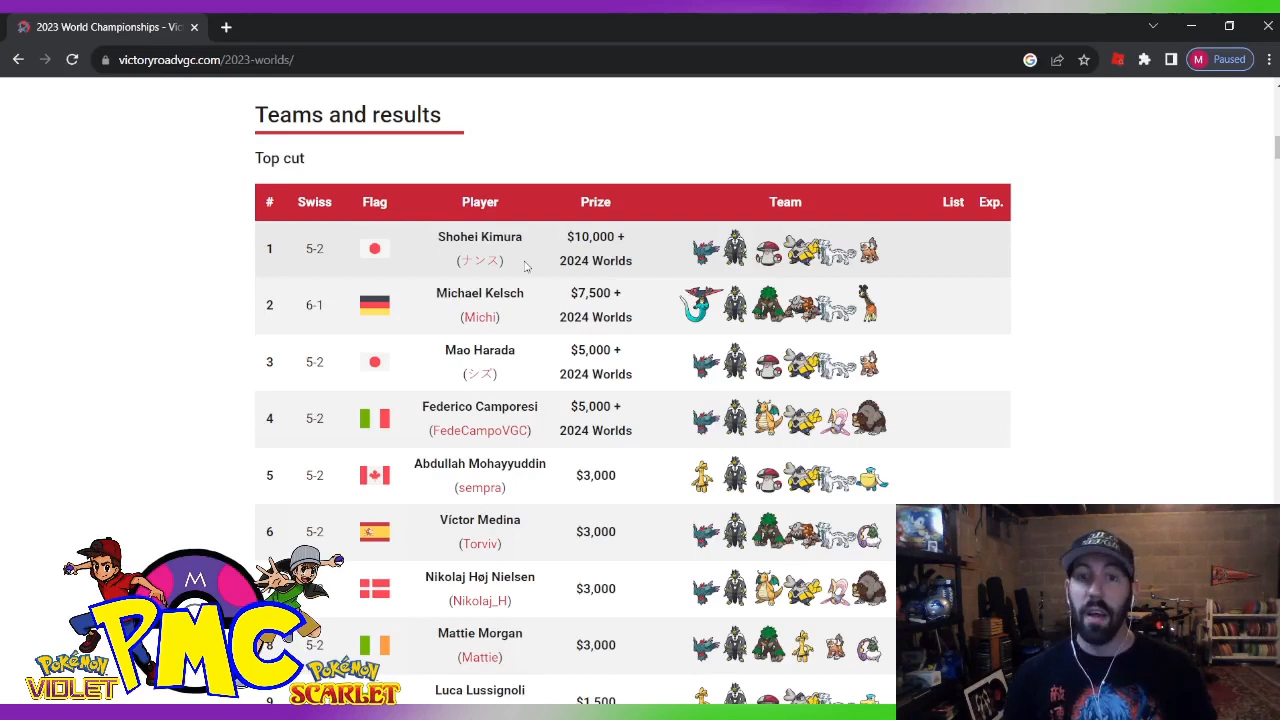 2023 World Championships - Vic
victoryroadvgc.com/2023-worlds/
M Paused
Teams and results
Top cut
# Swiss Flag Player Prize Team List Exp.
1 5-2 Shohei Kimura $10,000 +
(ナンス) 2024 Worlds
2 6-1 Michael Kelsch $7,500 +
(Michi) 2024 Worlds
3 5-2 Mao Harada $5,000 +
(シズ) 2024 Worlds
4 5-2 Federico Camporesi $5,000 +
(FedeCampoVGC) 2024 Worlds
5 5-2 Abdullah Mohayyuddin $3,000
(sempra)
6 5-2 Víctor Medina $3,000
(Torviv)
Nikolaj Høj Nielsen $3,000
(Nikolaj_H)
8 5-2 Mattie Morgan $3,000
(Mattie)
Luca Lussignoli
9 $1,500
M
PMC
POKÉMON VIOLET
POKÉMON SCARLET